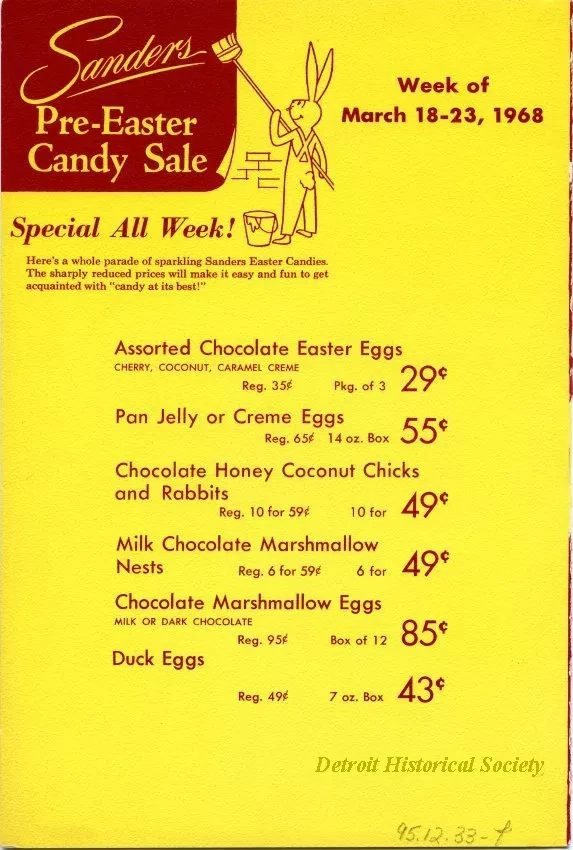 Sanders
Pre-Easter
Candy Sale
Week of
March 18-23, 1968
Special All Week!
Here's a whole parade of sparkling Sanders Easter Candies.
The sharply reduced prices will make it easy and fun to get
acquainted with "candy at its best!"
Assorted Chocolate Easter Eggs
CHERRY, COCONUT, CARAMEL CREME
Reg. 35¢ Pkg. of 3 29¢
Pan Jelly or Creme Eggs
Reg. 65¢ 14 oz. Box 55¢
Chocolate Honey Coconut Chicks
and Rabbits
Reg. 10 for 59¢ 10 for 49¢
Milk Chocolate Marshmallow
Nests Reg. 6 for 59¢ 6 for 49¢
Chocolate Marshmallow Eggs
MILK OR DARK CHOCOLATE
Reg. 95¢ Box of 12 85¢
Duck Eggs
Reg. 49¢ 7 oz. Box 43¢
Detroit Historical Society
95.12.33-f